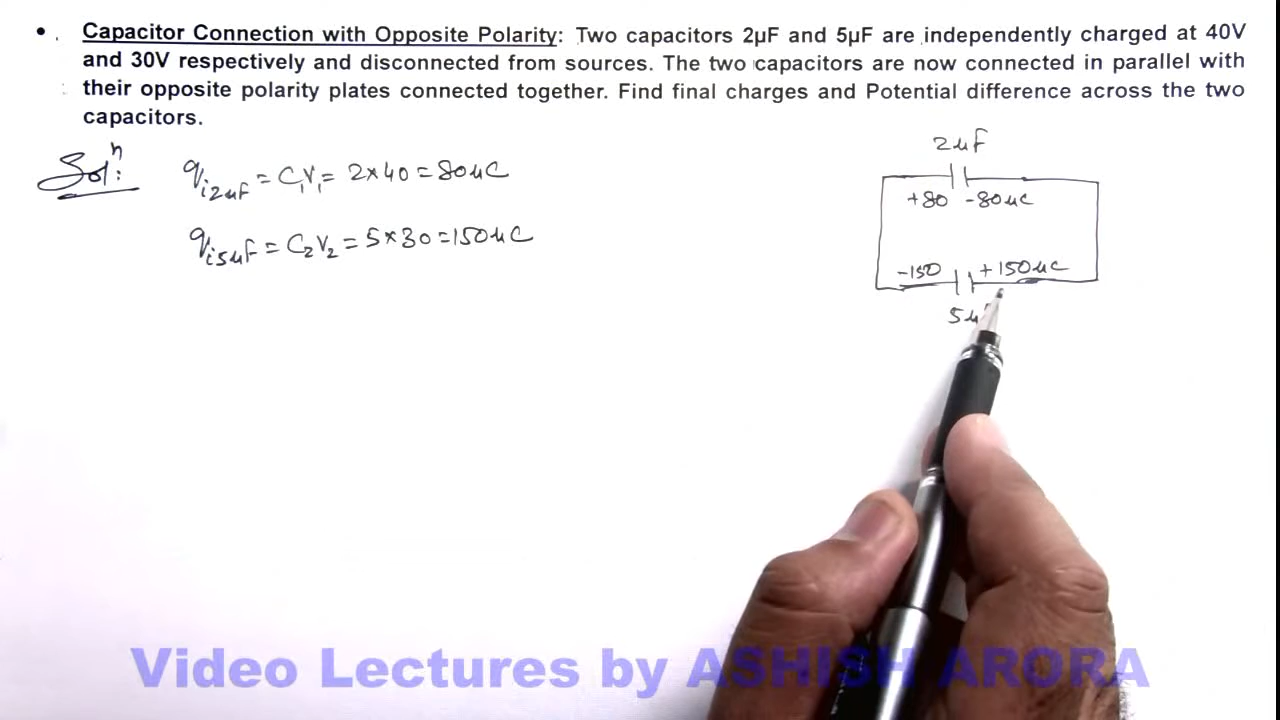 • Capacitor Connection with Opposite Polarity: Two capacitors 2µF and 5µF are independently charged at 40V
and 30V respectively and disconnected from sources. The two capacitors are now connected in parallel with
their opposite polarity plates connected together. Find final charges and Potential difference across the two
capacitors.
Solⁿ:
q_i2µF = C₁V₁ = 2×40 = 80µC
q_i5µF = C₂V₂ = 5×30 = 150µC
2µF
+80 -80µC
-150 +150µC
5µ
Video Lectures by ASHISH ARORA